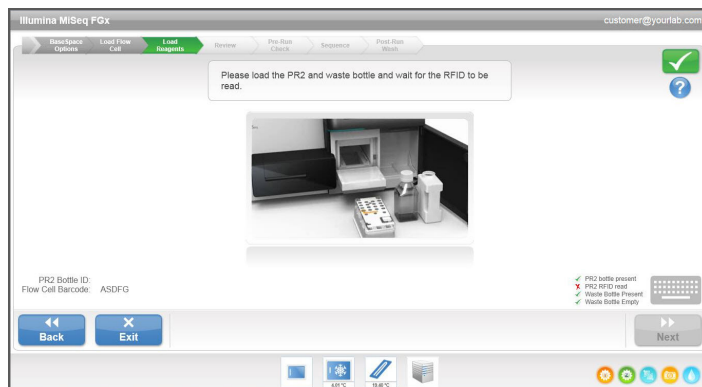 Illumina MiSeq FGx
customer@yourlab.com
BaseSpace
Options
Load Flow
Cell
Load
Reagents
Review
Pre-Run
Check
Sequence
Post-Run
Wash
Please load the PR2 and waste bottle and wait for the RFID to be
read.
PR2 Bottle ID:
Flow Cell Barcode: ASDFG
✓ PR2 bottle present
X PR2 RFID read
✓ Waste Bottle Present
✓ Waste Bottle Empty
Back
Exit
Next
4.01 °C